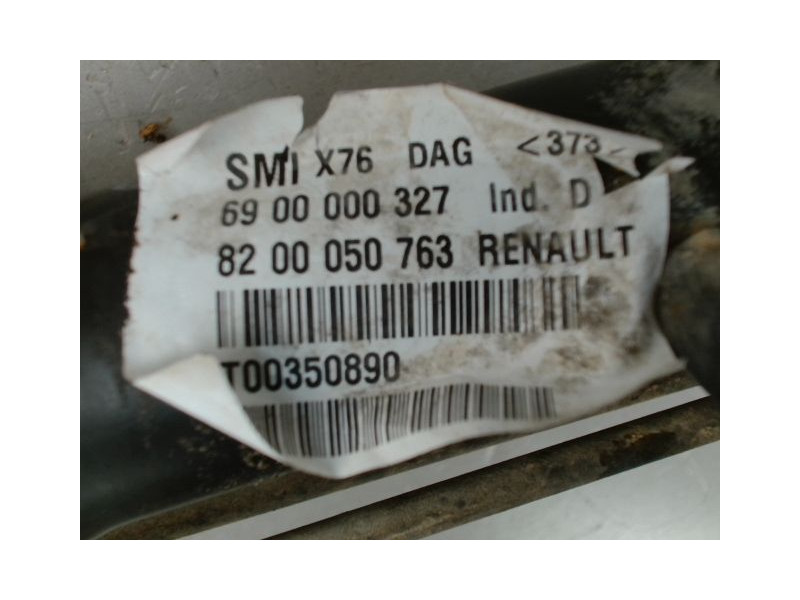 SMI X76 DAG <373<
69 00 000 327 Ind. D
82 00 050 763 RENAULT
T00350890